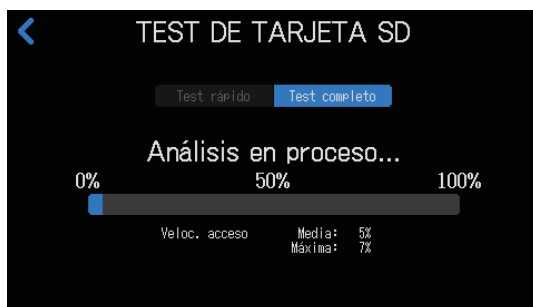 TEST DE TARJETA SD
Test rápido Test completo
Análisis en proceso...
0% 50% 100%
Veloc. acceso Media: 5%
Máxima: 7%